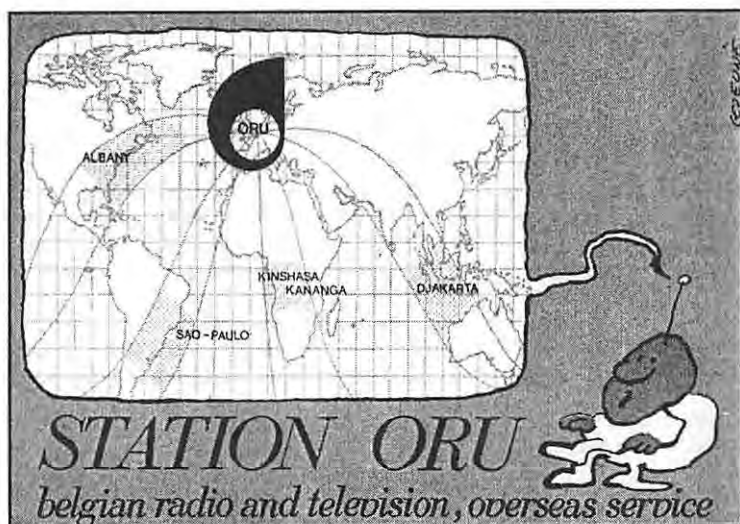 ORU
ALBANY
KINSHASA
KANANGA
DJAKARTA
SAO-PAULO
STATION ORU
belgian radio and television, overseas service